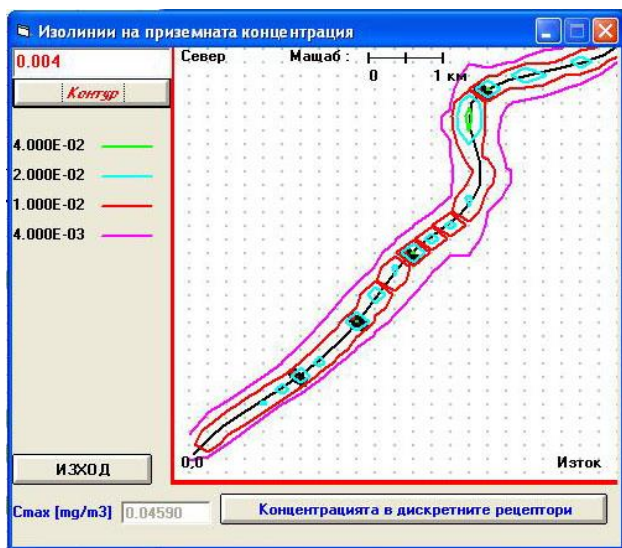 Изолинии на приземната концентрация
0.004
Контур
4.000E-02
2.000E-02
1.000E-02
4.000E-03
Север
Мащаб :
0 1 км
0,0
Изток
ИЗХОД
Cmax [mg/m3] 0.04590
Концентрацията в дискретните рецептори